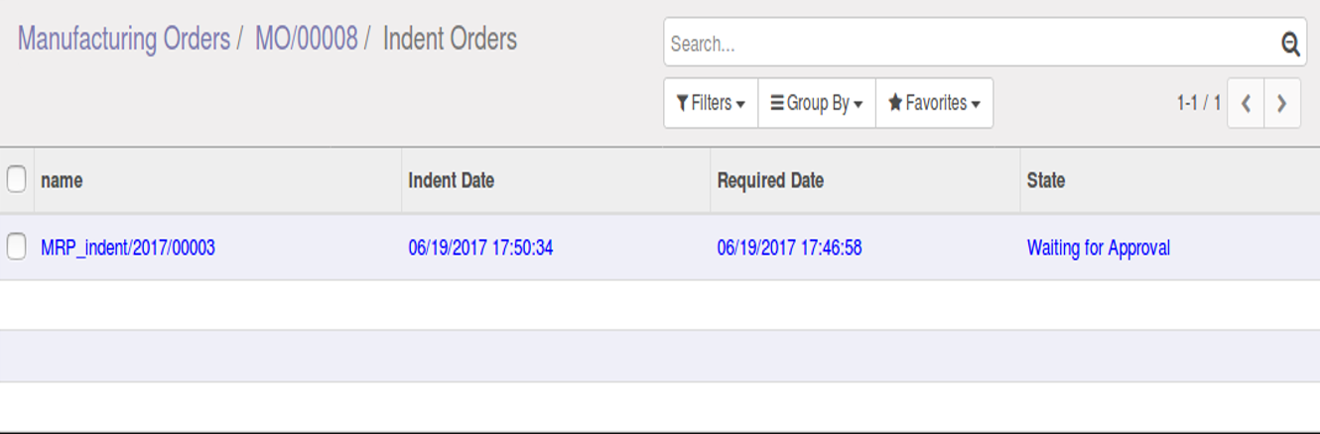 Manufacturing Orders / MO/00008 / Indent Orders
Search...
Filters Group By Favorites 1-1 / 1
name Indent Date Required Date State
MRP_indent/2017/00003 06/19/2017 17:50:34 06/19/2017 17:46:58 Waiting for Approval